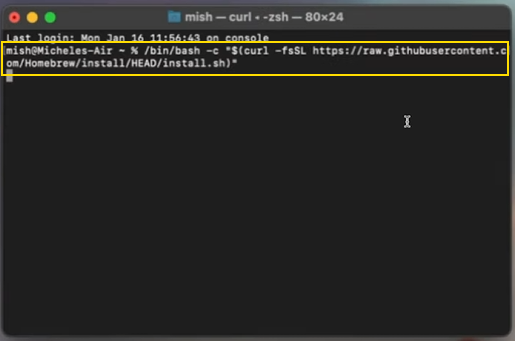 mish — curl ◂ -zsh — 80×24
Last login: Mon Jan 16 11:56:43 on console
mish@Micheles-Air ~ % /bin/bash -c "$(curl -fsSL https://raw.githubusercontent.c
om/Homebrew/install/HEAD/install.sh)"